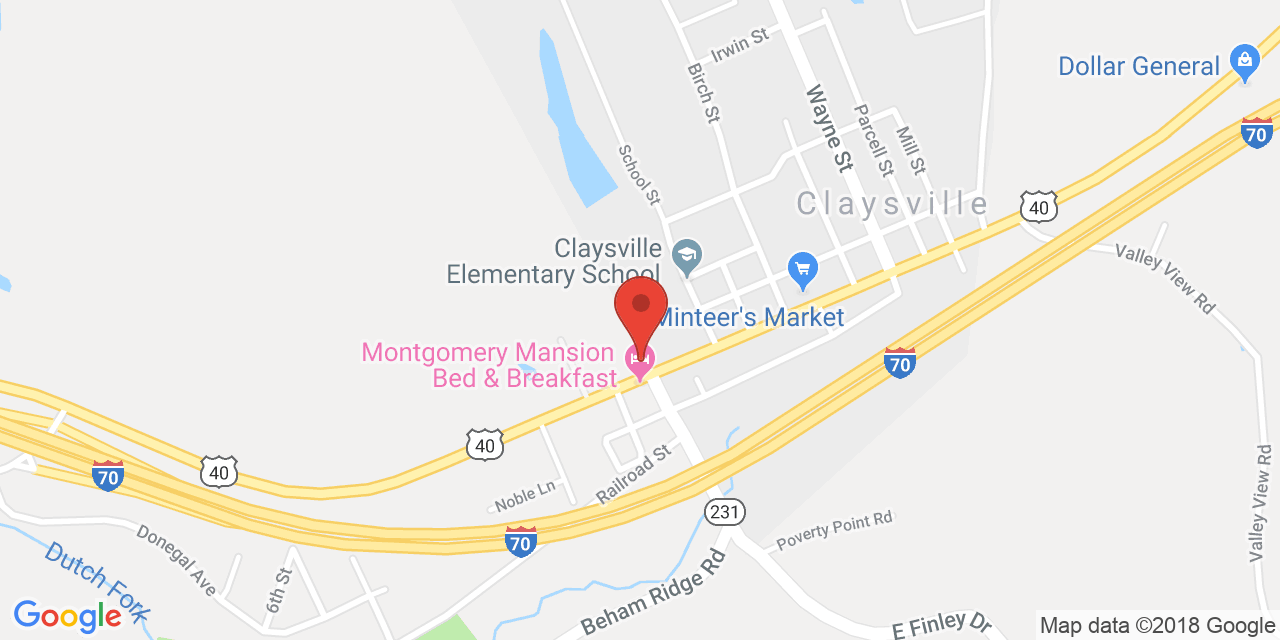 Irwin St
Birch St
Wayne St
Parcell St
Mill St
School St
Dollar General
70
Claysville
40
Valley View Rd
Claysville
Elementary School
Minteer's Market
Montgomery Mansion
Bed & Breakfast
70
40
40
70
Noble Ln
Railroad St
70
231
Poverty Point Rd
Valley View Rd
Donegal Ave
Dutch Fork
6th St
Beham Ridge Rd
E Finley Dr
Google
Map data ©2018 Google